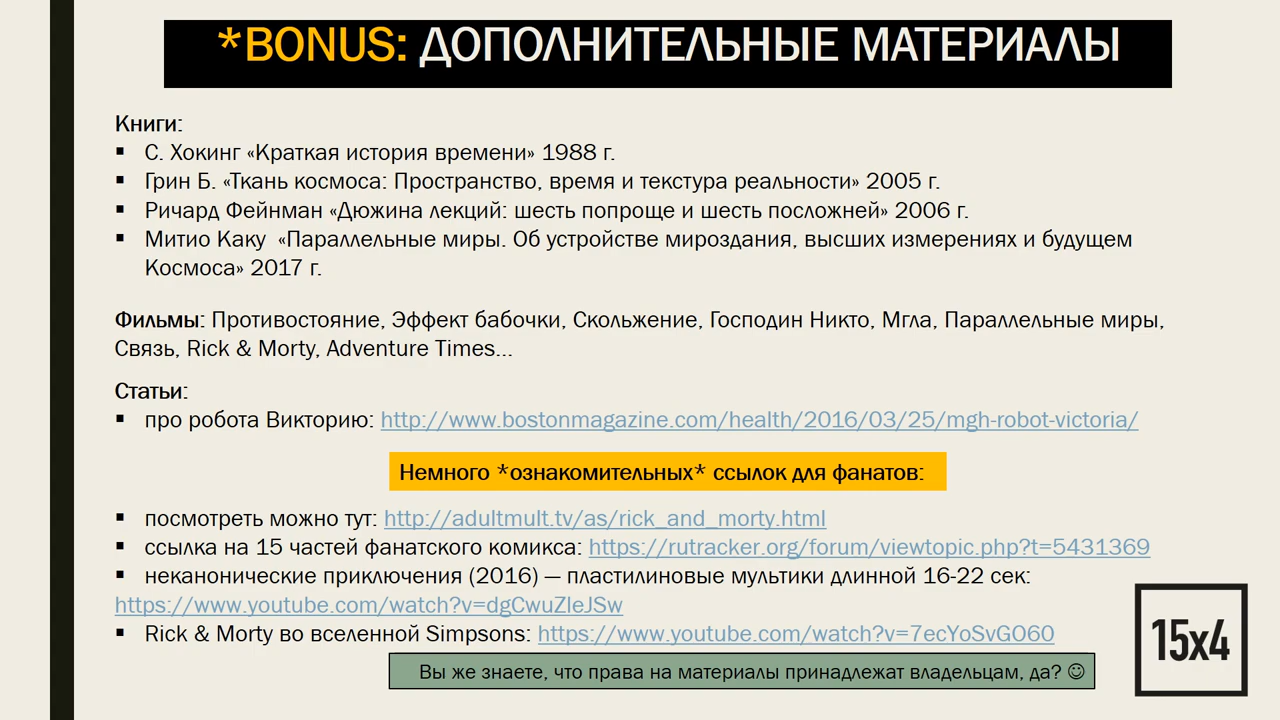 *BONUS: ДОПОЛНИТЕЛЬНЫЕ МАТЕРИАЛЫ
Книги:
▪ С. Хокинг «Краткая история времени» 1988 г.
▪ Грин Б. «Ткань космоса: Пространство, время и текстура реальности» 2005 г.
▪ Ричард Фейнман «Дюжина лекций: шесть попроще и шесть посложней» 2006 г.
▪ Митио Каку «Параллельные миры. Об устройстве мироздания, высших измерениях и будущем
Космоса» 2017 г.
Фильмы: Противостояние, Эффект бабочки, Скольжение, Господин Никто, Мгла, Параллельные миры,
Связь, Rick & Morty, Adventure Times...
Статьи:
▪ про робота Викторию: http://www.bostonmagazine.com/health/2016/03/25/mgh-robot-victoria/
Немного *ознакомительных* ссылок для фанатов:
▪ посмотреть можно тут: http://adultmult.tv/as/rick_and_morty.html
▪ ссылка на 15 частей фанатского комикса: https://rutracker.org/forum/viewtopic.php?t=5431369
▪ неканонические приключения (2016) — пластилиновые мультики длинной 16-22 сек:
https://www.youtube.com/watch?v=dgCwuZleJSw
▪ Rick & Morty во вселенной Simpsons: https://www.youtube.com/watch?v=7ecYoSvGO60
Вы же знаете, что права на материалы принадлежат владельцам, да? ☺
15x4